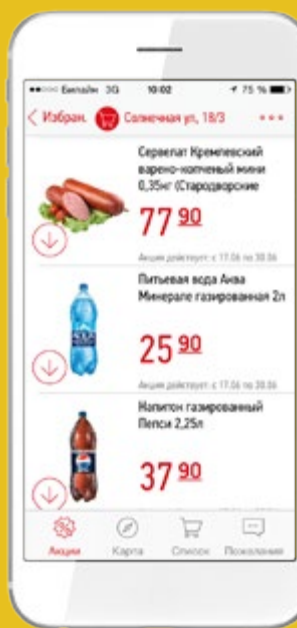 Билайн 3G 10:02 75 %
Избран. Солнечная ул, 18/3
Сервелат Кремлевский
варено-копченый мини
0,35кг (Стародворские
77 90
Акция действует: с 17.06 по 30.06
Питьевая вода Аква
Минерале газированная 2л
25 90
Акция действует: с 17.06 по 30.06
Напиток газированный
Пепси 2,25л
37 90
Акции Карта Список Пожелания